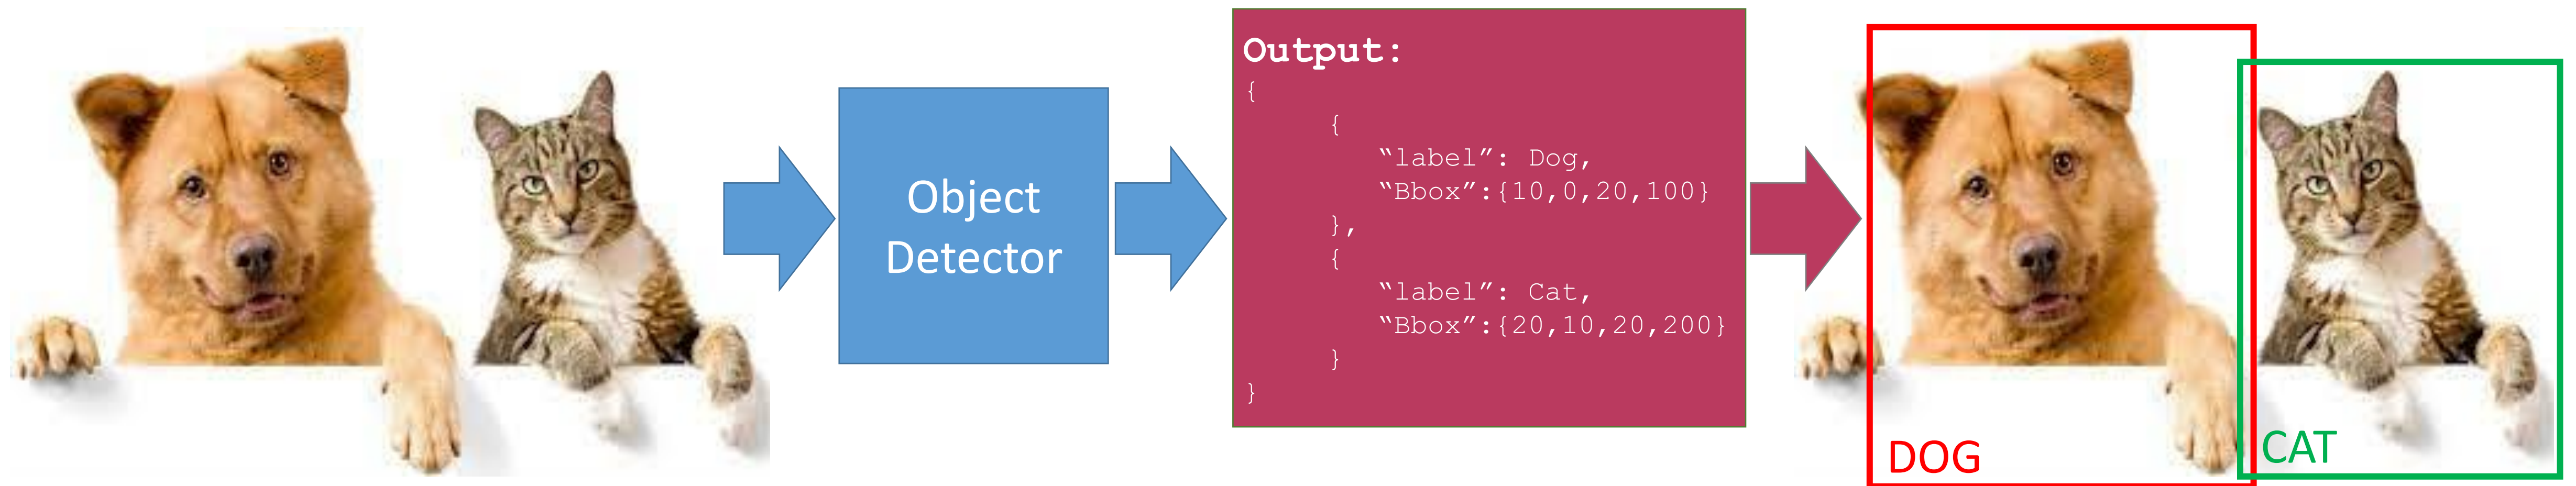 Object
Detector
Output:
{
{
“label”: Dog,
“Bbox”:{10,0,20,100}
},
{
“label”: Cat,
“Bbox”:{20,10,20,200}
}
}
DOG
CAT